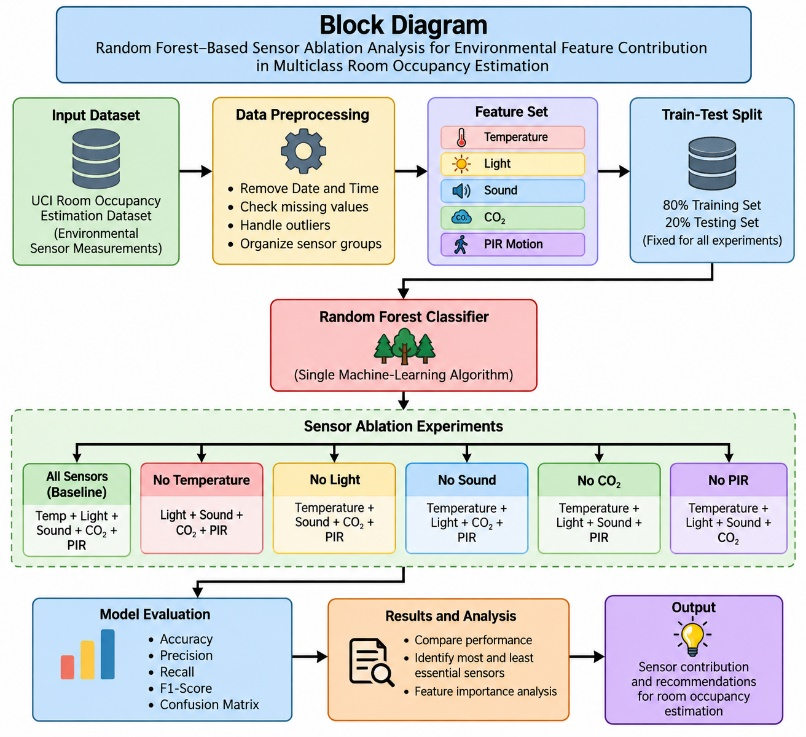 Block Diagram
Random Forest–Based Sensor Ablation Analysis for Environmental Feature Contribution
in Multiclass Room Occupancy Estimation
Input Dataset
UCI Room Occupancy
Estimation Dataset
(Environmental
Sensor Measurements)
Data Preprocessing
• Remove Date and Time
• Check missing values
• Handle outliers
• Organize sensor groups
Feature Set
Temperature
Light
Sound
CO₂
CO₂
PIR Motion
Train-Test Split
80% Training Set
20% Testing Set
(Fixed for all experiments)
Random Forest Classifier
(Single Machine-Learning Algorithm)
Sensor Ablation Experiments
All Sensors
(Baseline)
Temp + Light +
Sound + CO₂ +
PIR
No Temperature
Light + Sound +
CO₂ + PIR
No Light
Temperature +
Sound + CO₂ +
PIR
No Sound
Temperature +
Light + CO₂ +
PIR
No CO₂
Temperature +
Light + Sound +
PIR
No PIR
Temperature +
Light + Sound +
CO₂
Model Evaluation
• Accuracy
• Precision
• Recall
• F1-Score
• Confusion Matrix
Results and Analysis
• Compare performance
• Identify most and least
essential sensors
• Feature importance analysis
Output
Sensor contribution
and recommendations
for room occupancy
estimation